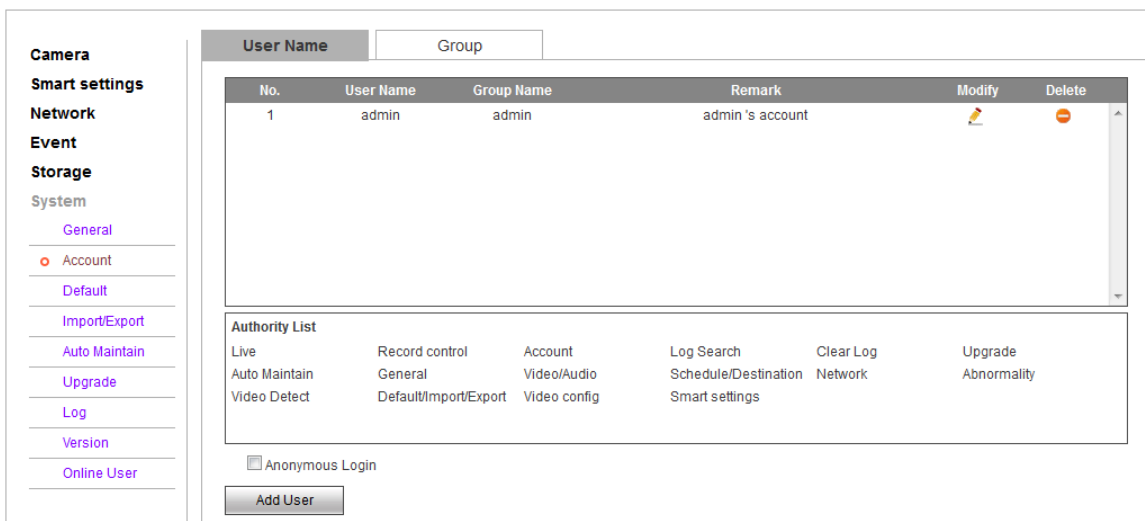 Camera
Smart settings
Network
Event
Storage
System
General
Account
Default
Import/Export
Auto Maintain
Upgrade
Log
Version
Online User
User Name Group
No. User Name Group Name Remark Modify Delete
1 admin admin admin 's account
Authority List
Live Record control Account Log Search Clear Log Upgrade
Auto Maintain General Video/Audio Schedule/Destination Network Abnormality
Video Detect Default/Import/Export Video config Smart settings
Anonymous Login
Add User